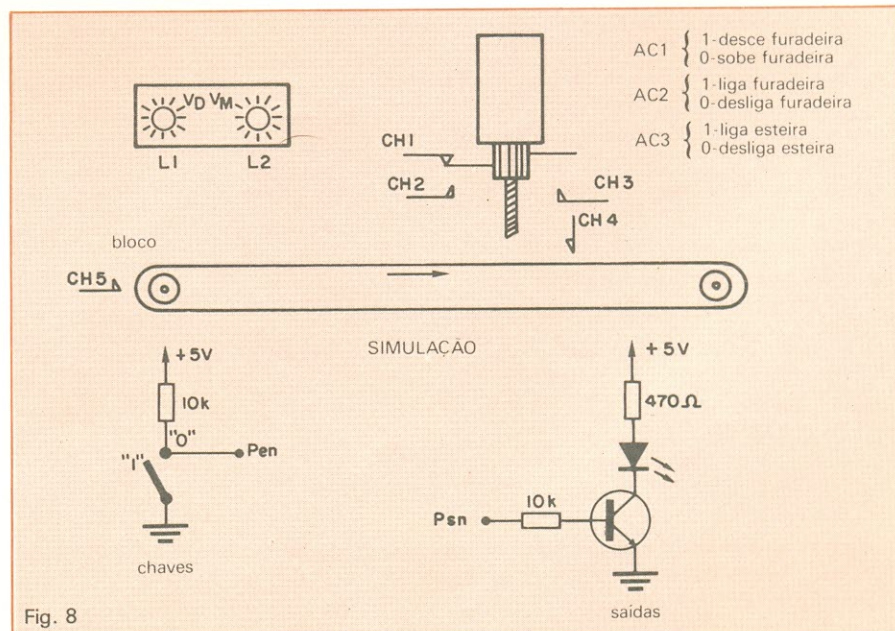 AC1 { 1-desce furadeira
0-sobe furadeira
AC2 { 1-liga furadeira
0-desliga furadeira
AC3 { 1-liga esteira
0-desliga esteira
VD VM
L1 L2
CH1
CH2
CH3
CH4
bloco
CH5
SIMULAÇÃO
+5V
10k
"0"
"1"
Pen
chaves
+5V
470Ω
10k
Psn
saídas
Fig. 8